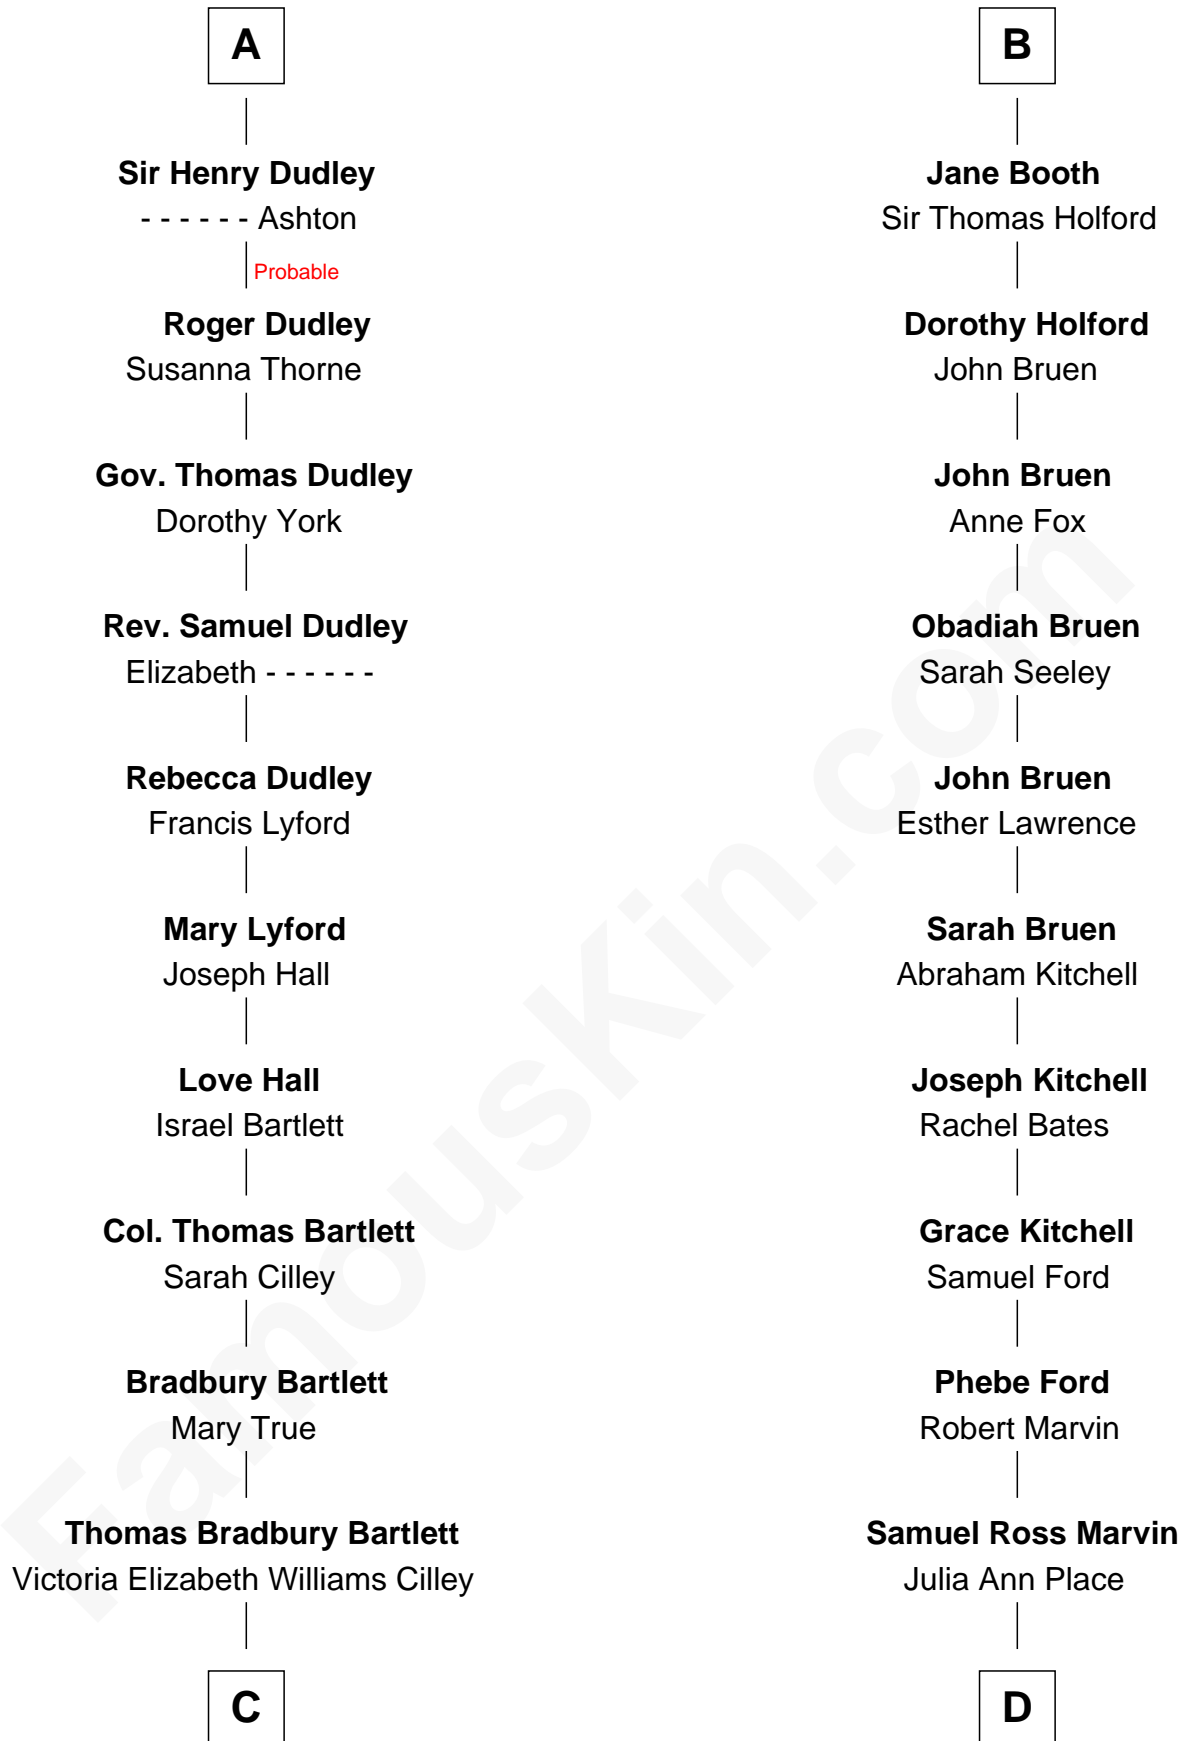 A
Sir Henry Dudley
- - - - - - Ashton
Probable
Roger Dudley
Susanna Thorne
Gov. Thomas Dudley
Dorothy York
Rev. Samuel Dudley
Elizabeth - - - - - -
Rebecca Dudley
Francis Lyford
Mary Lyford
Joseph Hall
Love Hall
Israel Bartlett
Col. Thomas Bartlett
Sarah Cilley
Bradbury Bartlett
Mary True
Thomas Bradbury Bartlett
Victoria Elizabeth Williams Cilley
C
B
Jane Booth
Sir Thomas Holford
Dorothy Holford
John Bruen
John Bruen
Anne Fox
Obadiah Bruen
Sarah Seeley
John Bruen
Esther Lawrence
Sarah Bruen
Abraham Kitchell
Joseph Kitchell
Rachel Bates
Grace Kitchell
Samuel Ford
Phebe Ford
Robert Marvin
Samuel Ross Marvin
Julia Ann Place
D
FamousKin.com